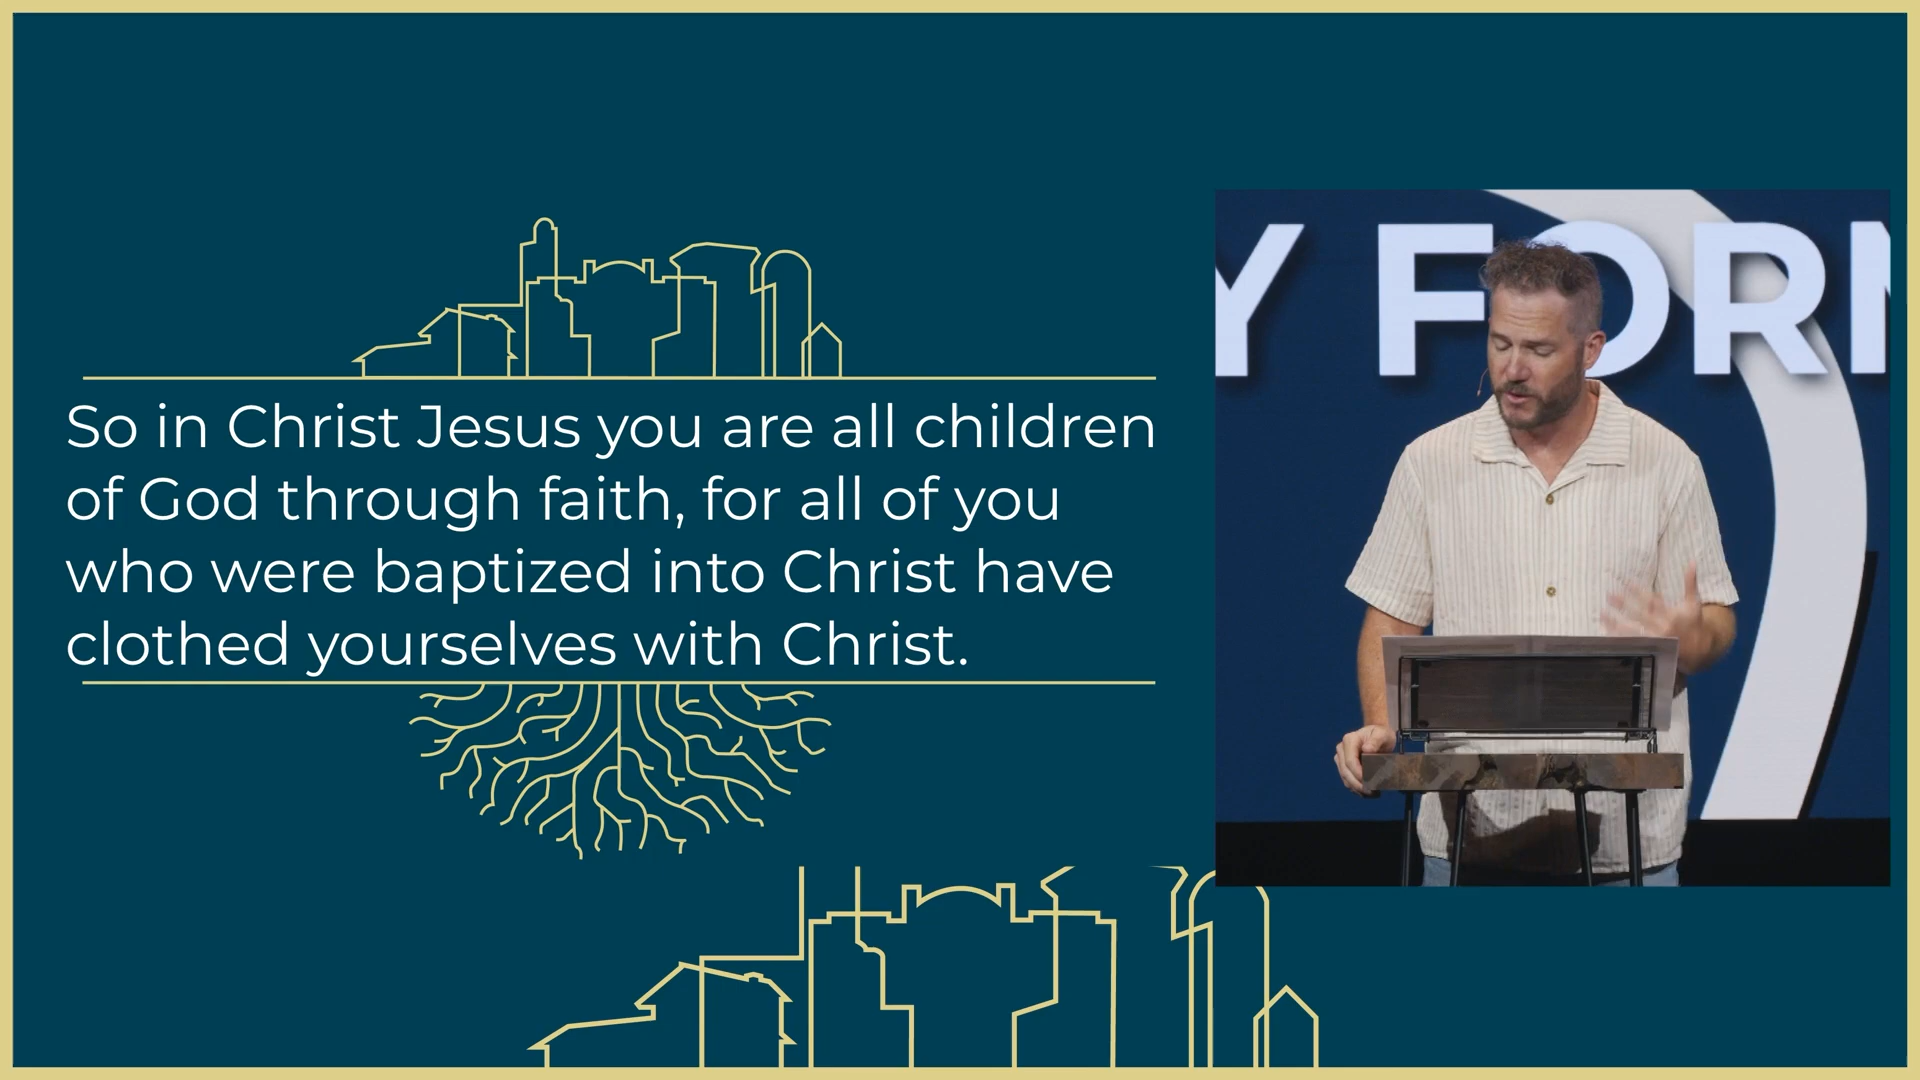 So in Christ Jesus you are all children
of God through faith, for all of you
who were baptized into Christ have
clothed yourselves with Christ.
Y FOR